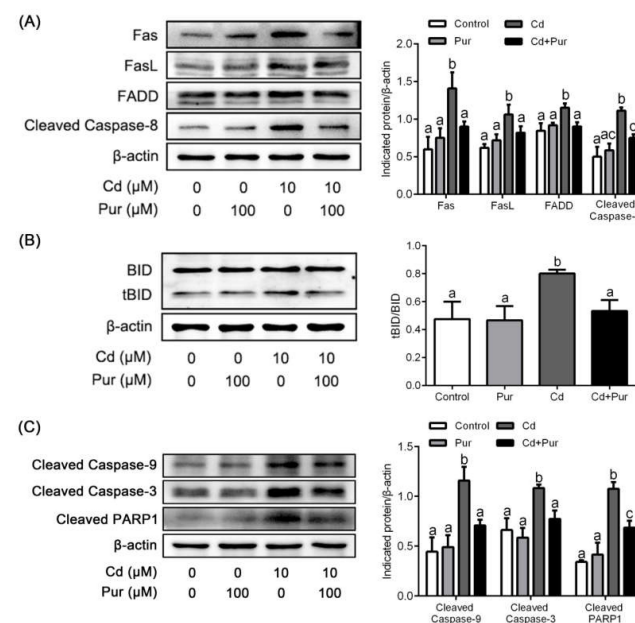 (A)
Fas
FasL
FADD
Cleaved Caspase-8
β-actin
Cd (μM) 0 0 10 10
Pur (μM) 0 100 0 100
Control Cd
Pur Cd+Pur
Indicated protein/β-actin
2.0
1.5
1.0
0.5
0.0
a a b a a a b a a a b a a ac b c
Fas FasL FADD Cleaved
Caspase-
(B)
BID
tBID
β-actin
Cd (μM) 0 0 10 10
Pur (μM) 0 100 0 100
tBID/BID
1.0
0.8
0.6
0.4
0.2
0.0
a a b a
Control Pur Cd Cd+Pur
(C)
Cleaved Caspase-9
Cleaved Caspase-3
Cleaved PARP1
β-actin
Cd (μM) 0 0 10 10
Pur (μM) 0 100 0 100
Control Cd
Pur Cd+Pur
Indicated protein/β-actin
1.5
1.0
0.5
0.0
a a b a a a b a a a b c
Cleaved Cleaved Cleaved
Caspase-9 Caspase-3 PARP1